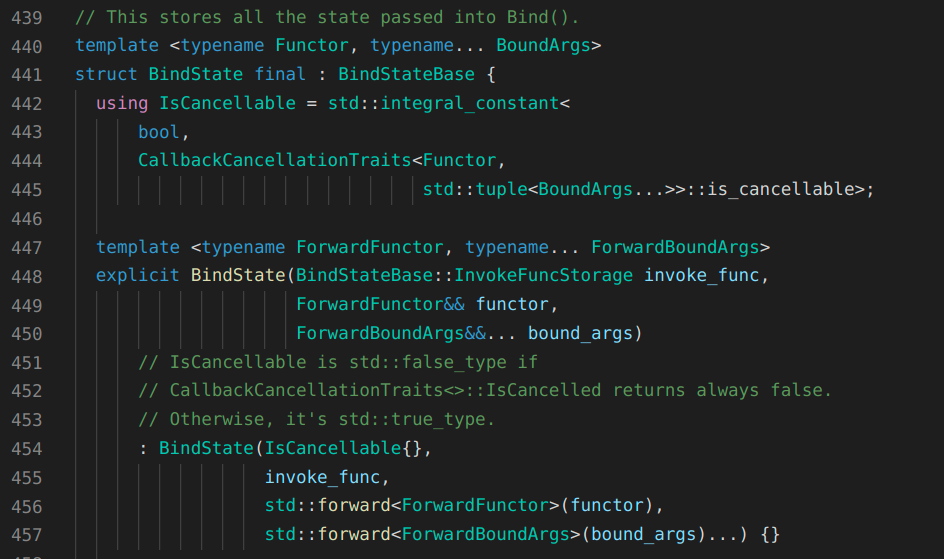 439 // This stores all the state passed into Bind().
440 template <typename Functor, typename... BoundArgs>
441 struct BindState final : BindStateBase {
442 using IsCancellable = std::integral_constant<
443 bool,
444 CallbackCancellationTraits<Functor,
445 std::tuple<BoundArgs...>>::is_cancellable>;
446
447 template <typename ForwardFunctor, typename... ForwardBoundArgs>
448 explicit BindState(BindStateBase::InvokeFuncStorage invoke_func,
449 ForwardFunctor&& functor,
450 ForwardBoundArgs&&... bound_args)
451 // IsCancellable is std::false_type if
452 // CallbackCancellationTraits<>::IsCancelled returns always false.
453 // Otherwise, it's std::true_type.
454 : BindState(IsCancellable{},
455 invoke_func,
456 std::forward<ForwardFunctor>(functor),
457 std::forward<ForwardBoundArgs>(bound_args)...) {}